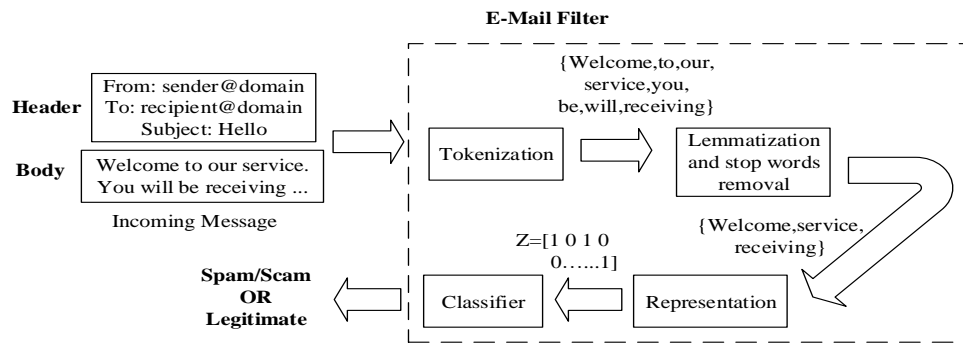 E-Mail Filter
Header
From: sender@domain
To: recipient@domain
Subject: Hello
Body
Welcome to our service.
You will be receiving ...
Incoming Message
Tokenization
{Welcome,to,our,
service,you,
be,will,receiving}
Lemmatization
and stop words
removal
{Welcome,service,
receiving}
Representation
Z=[1 0 1 0
0…...1]
Classifier
Spam/Scam
OR
Legitimate